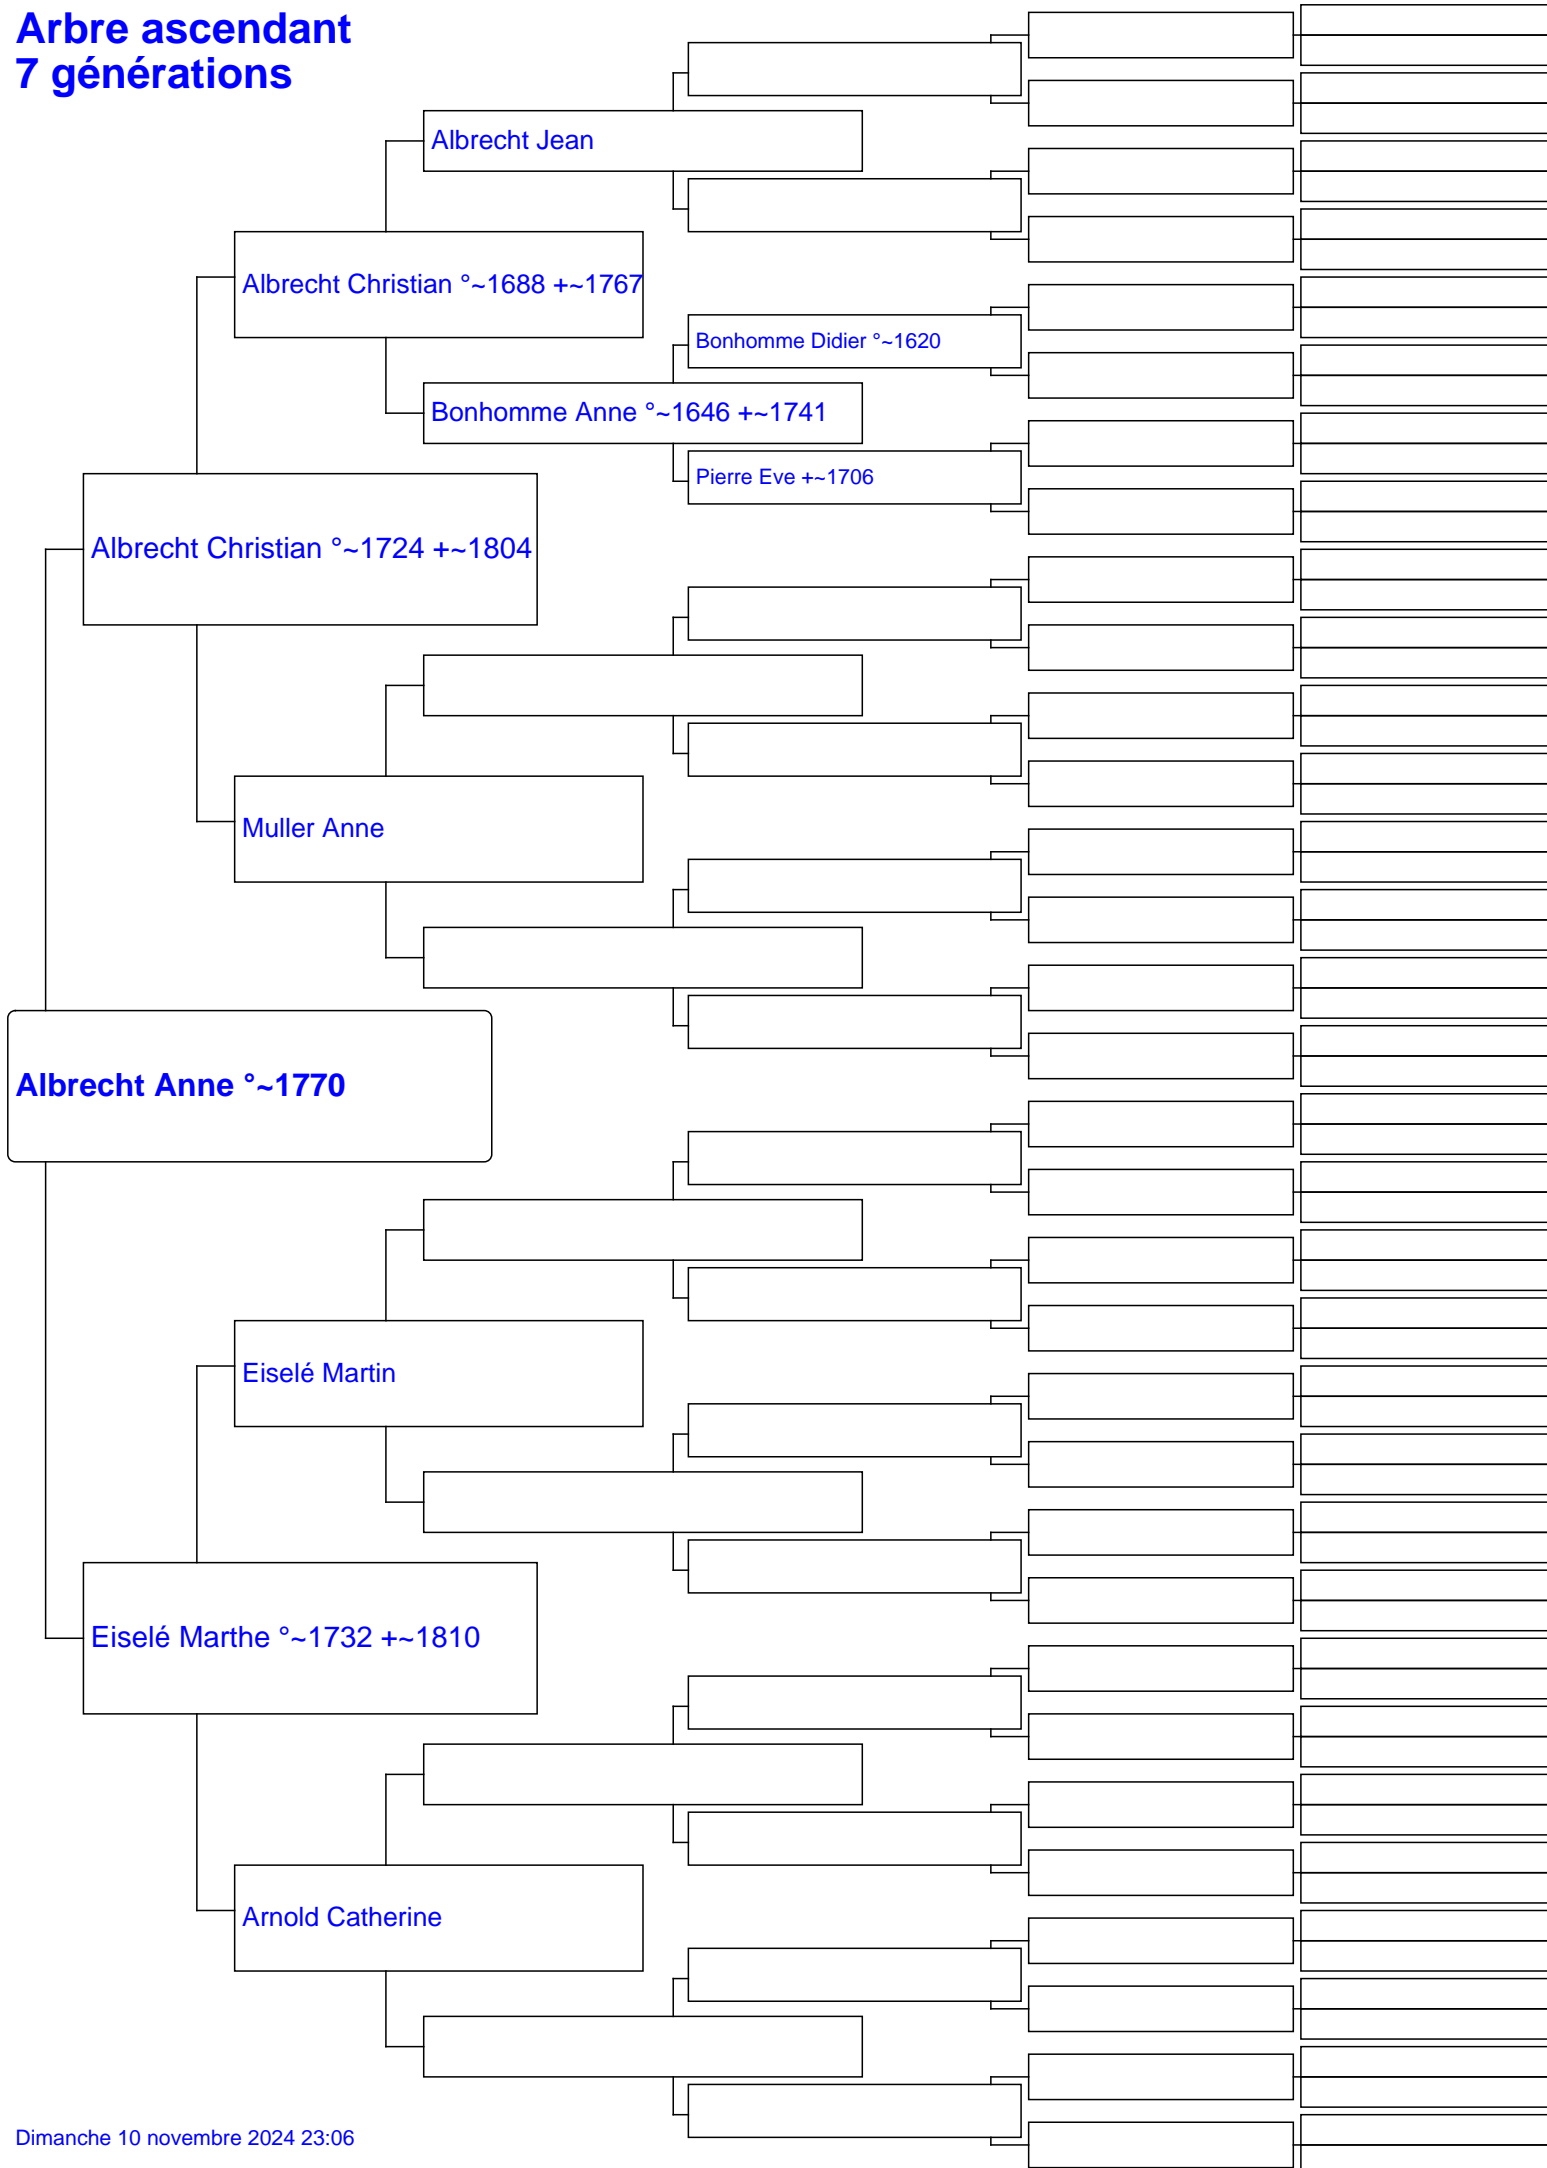 Arbre ascendant
7 générations
Albrecht Jean
Albrecht Christian °~1688 +~1767
Bonhomme Didier °~1620
Bonhomme Anne °~1646 +~1741
Pierre Eve +~1706
Albrecht Christian °~1724 +~1804
Muller Anne
Albrecht Anne °~1770
Eiselé Martin
Eiselé Marthe °~1732 +~1810
Arnold Catherine
Dimanche 10 novembre 2024 23:06